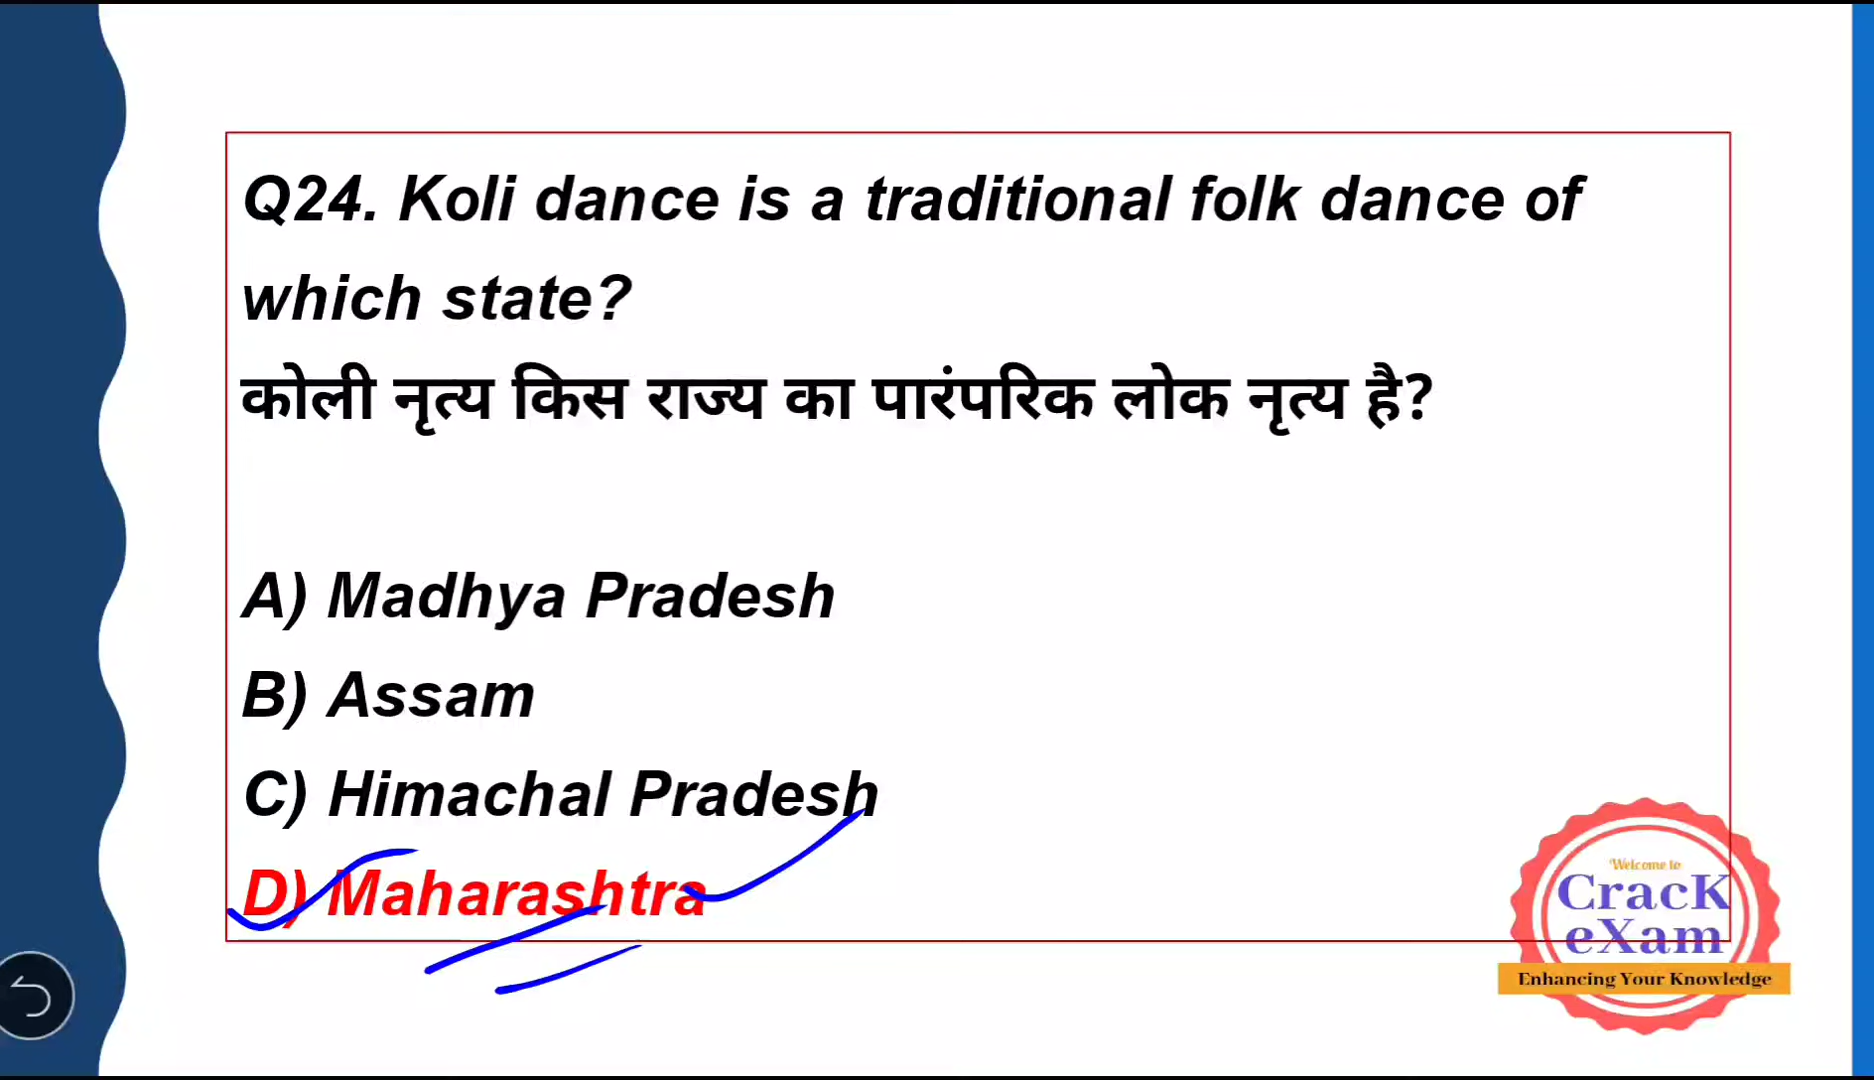 Q24. Koli dance is a traditional folk dance of
which state?
कोली नृत्य किस राज्य का पारंपरिक लोक नृत्य है?
A) Madhya Pradesh
B) Assam
C) Himachal Pradesh
D) Maharashtra
Welcome to
CracK
eXam
Enhancing Your Knowledge